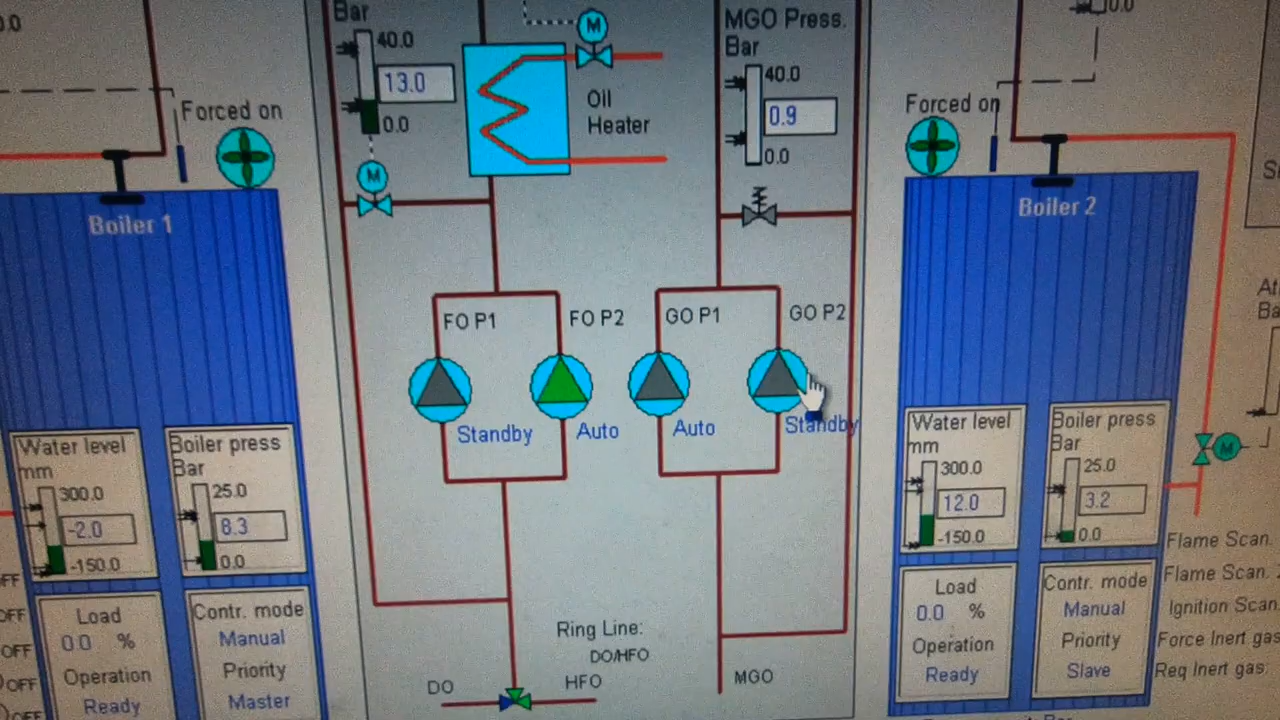 Bar
40.0
13.0
0.0
Oil
Heater
M
M
MGO Press.
Bar
40.0
0.9
0.0
Forced on
Boiler 1
Forced on
Boiler 2
FO P1
FO P2
GO P1
GO P2
Standby
Auto
Auto
Standby
Water level
mm
300.0
-2.0
-150.0
Boiler press
Bar
25.0
8.3
0.0
Load
0.0 %
Operation
Ready
Contr. mode
Manual
Priority
Master
Ring Line:
DO/HFO
DO
HFO
MGO
Water level
mm
300.0
12.0
-150.0
Boiler press
Bar
25.0
3.2
0.0
Load
0.0 %
Operation
Ready
Contr. mode
Manual
Priority
Slave
M
Flame Scan.
Flame Scan.
Ignition Scan
Force Inert gas
Req Inert gas:
OFF
OFF
OFF